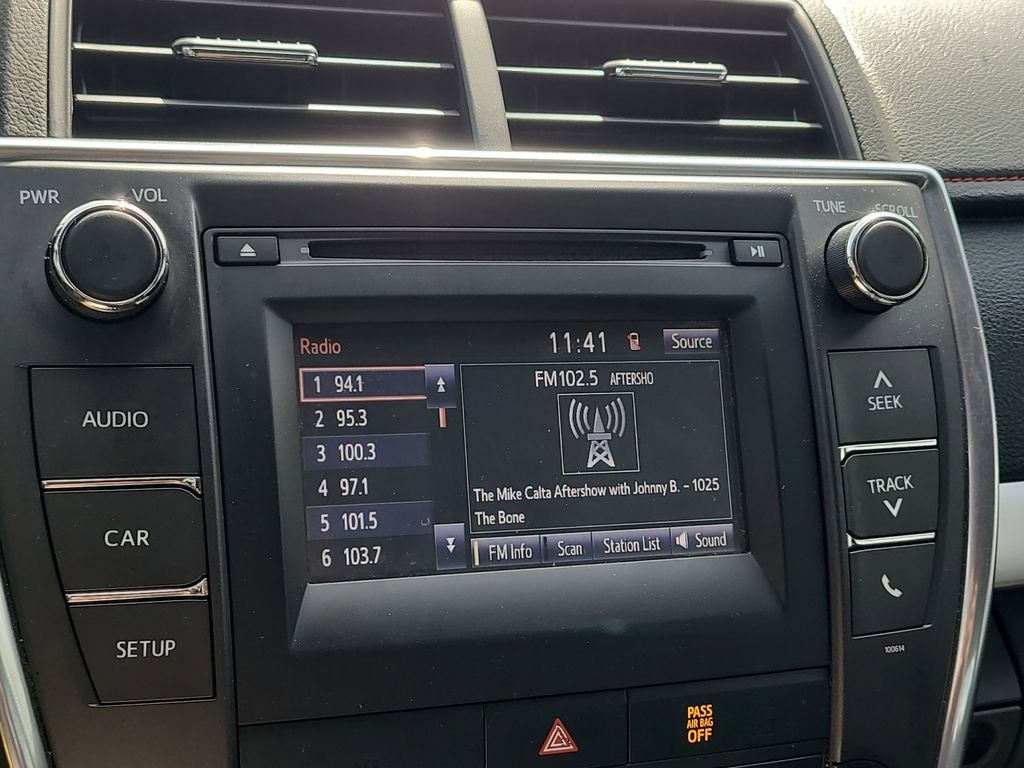 PWR
VOL
TUNE
SCROLL
Radio
11:41
Source
1 94.1
2 95.3
3 100.3
4 97.1
5 101.5
6 103.7
FM102.5 AFTERSHO
The Mike Calta Aftershow with Johnny B. - 1025
The Bone
FM Info
Scan
Station List
Sound
AUDIO
CAR
SETUP
SEEK
TRACK
100614
PASS
AIR BAG
OFF